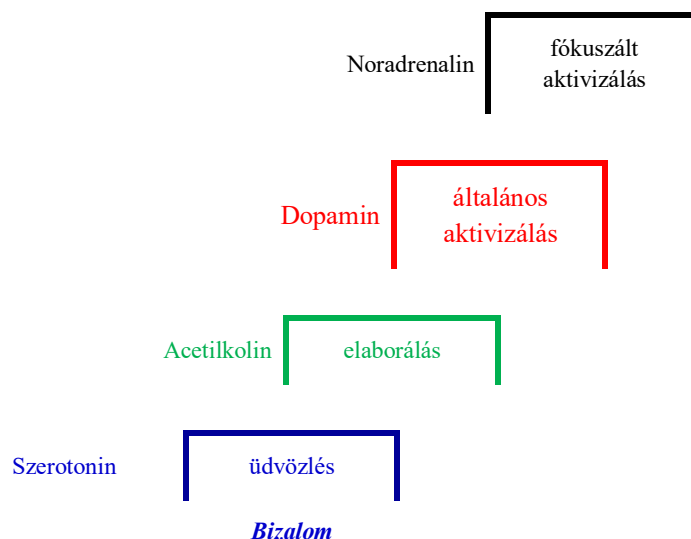 Noradrenalin
fókuszált
aktivizálás
Dopamin
általános
aktivizálás
Acetilkolin
elaborálás
Szerotonin
üdvözlés
Bizalom